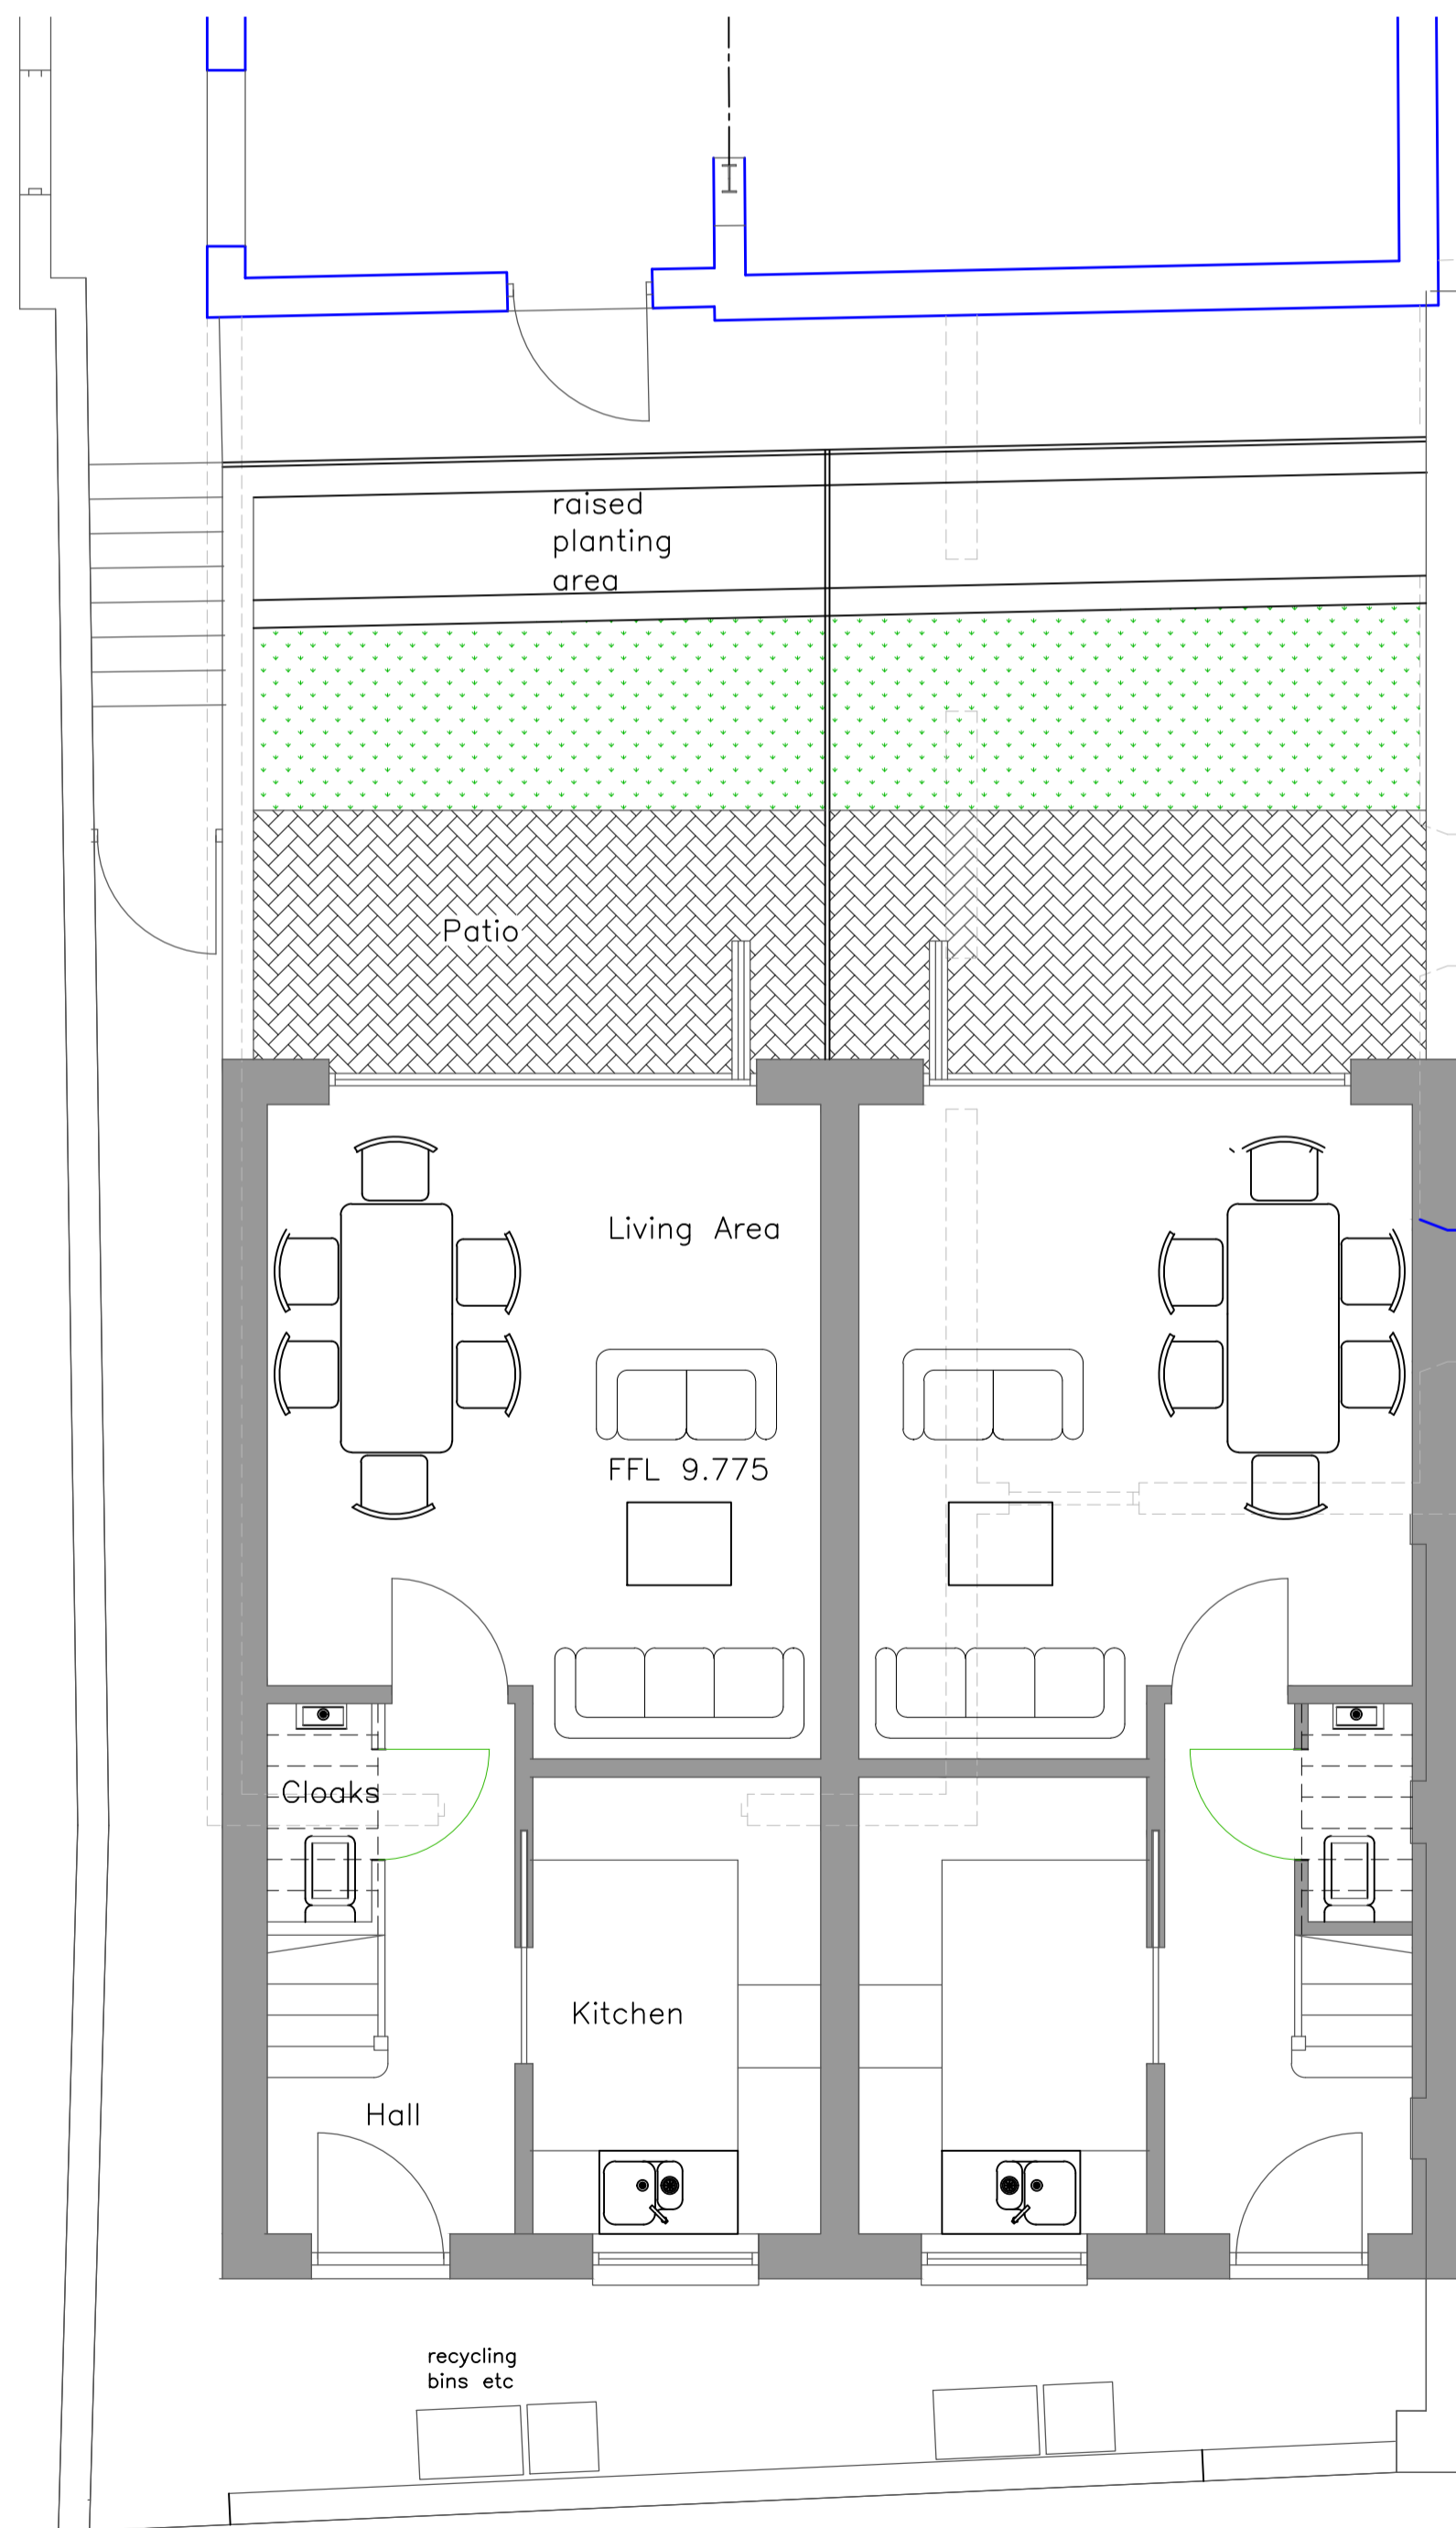 raised
planting
area
Patio
Living Area
FFL 9.775
Cloaks
Kitchen
Hall
recycling
bins etc